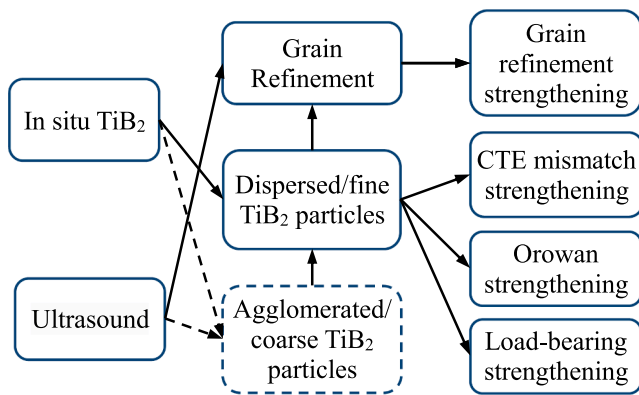 In situ TiB₂
Ultrasound
Grain
Refinement
Dispersed/fine
TiB₂ particles
Agglomerated/
coarse TiB₂
particles
Grain
refinement
strengthening
CTE mismatch
strengthening
Orowan
strengthening
Load-bearing
strengthening